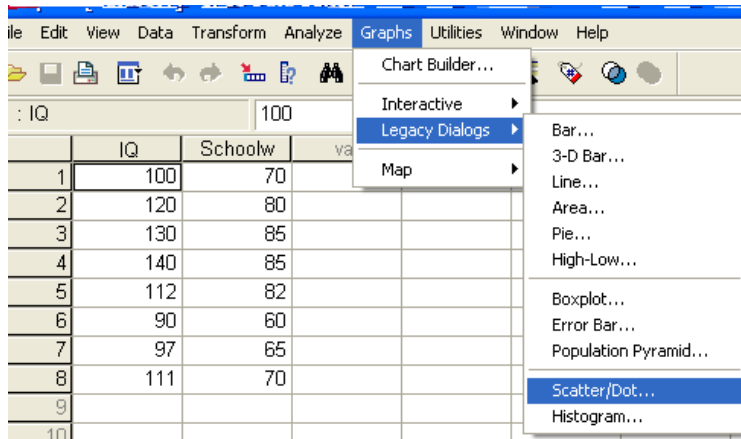 ile Edit View Data Transform Analyze Graphs Utilities Window Help
Chart Builder...
Interactive
Legacy Dialogs
Map
: IQ 100
IQ Schoolw va
1 100 70
2 120 80
3 130 85
4 140 85
5 112 82
6 90 60
7 97 65
8 111 70
9
10
Bar...
3-D Bar...
Line...
Area...
Pie...
High-Low...
Boxplot...
Error Bar...
Population Pyramid...
Scatter/Dot...
Histogram...